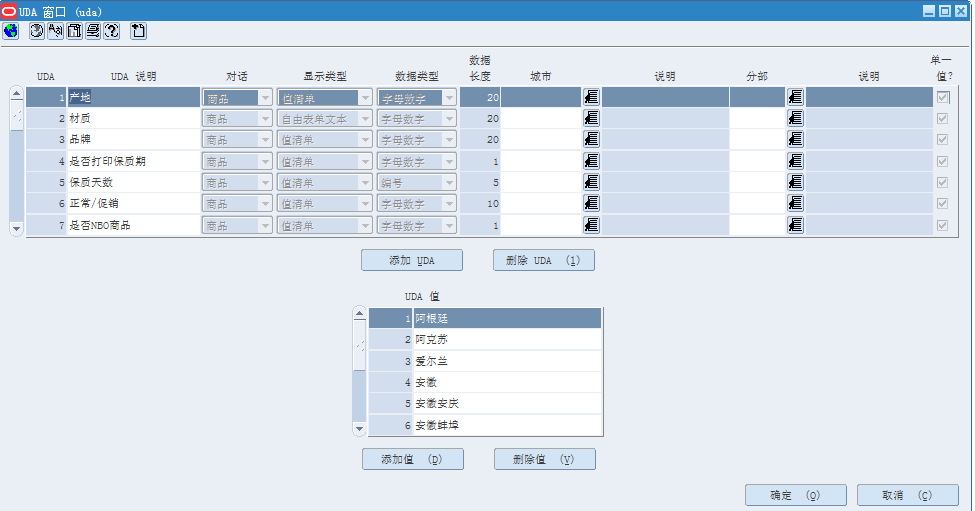 UDA 窗口 (uda)
数据 单一
UDA UDA 说明 对话 显示类型 数据类型 长度 城市 说明 分部 说明 值?
1 产地 商品 值清单 字母数字 20
2 材质 商品 自由表单文本 字母数字 20
3 品牌 商品 值清单 字母数字 20
4 是否打印保质期 商品 值清单 字母数字 1
5 保质天数 商品 值清单 编号 5
6 正常/促销 商品 值清单 字母数字 10
7 是否NBO商品 商品 值清单 字母数字 1
添加 UDA 删除 UDA (1)
UDA 值
1 阿根廷
2 阿克苏
3 爱尔兰
4 安徽
5 安徽安庆
6 安徽蚌埠
添加值 (D) 删除值 (V)
确定 (O) 取消 (C)